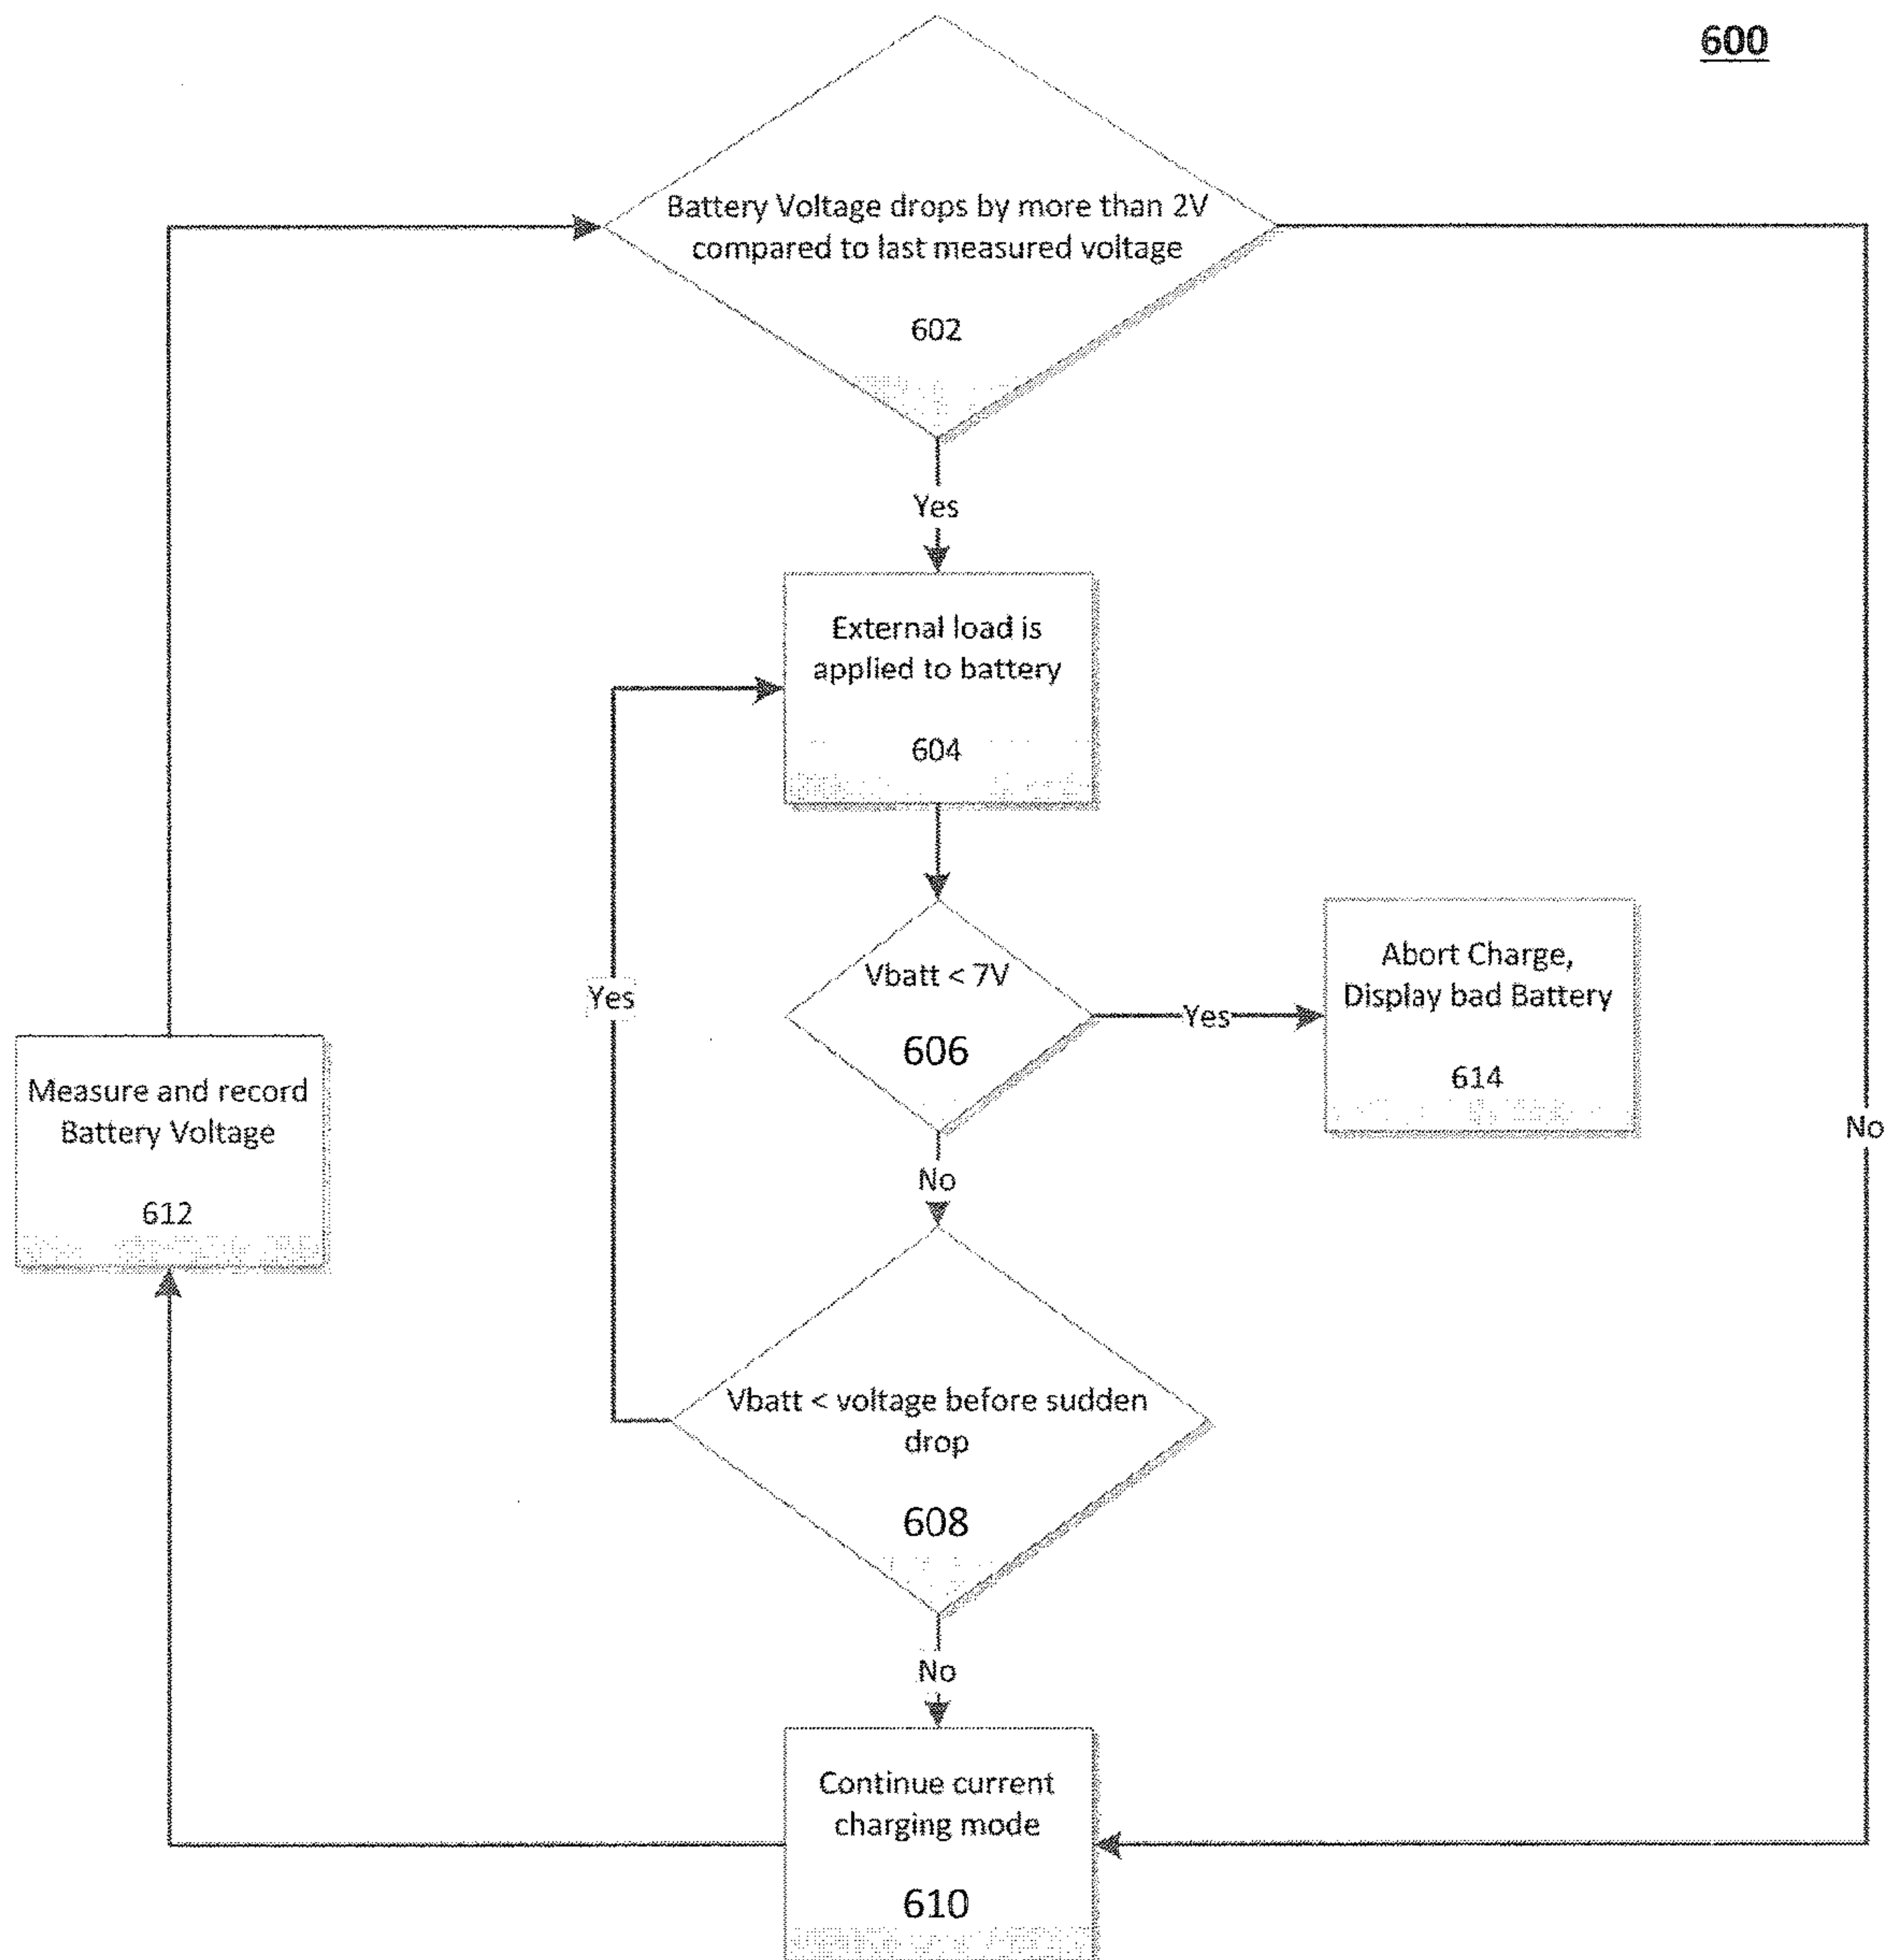 600
Battery Voltage drops by more than 2V
compared to last measured voltage
602
Yes
External load is
applied to battery
604
Yes
Vbatt < 7V
606
Yes
Abort Charge,
Display bad Battery
614
No
Measure and record
Battery Voltage
612
No
Vbatt < voltage before sudden
drop
608
No
Continue current
charging mode
610